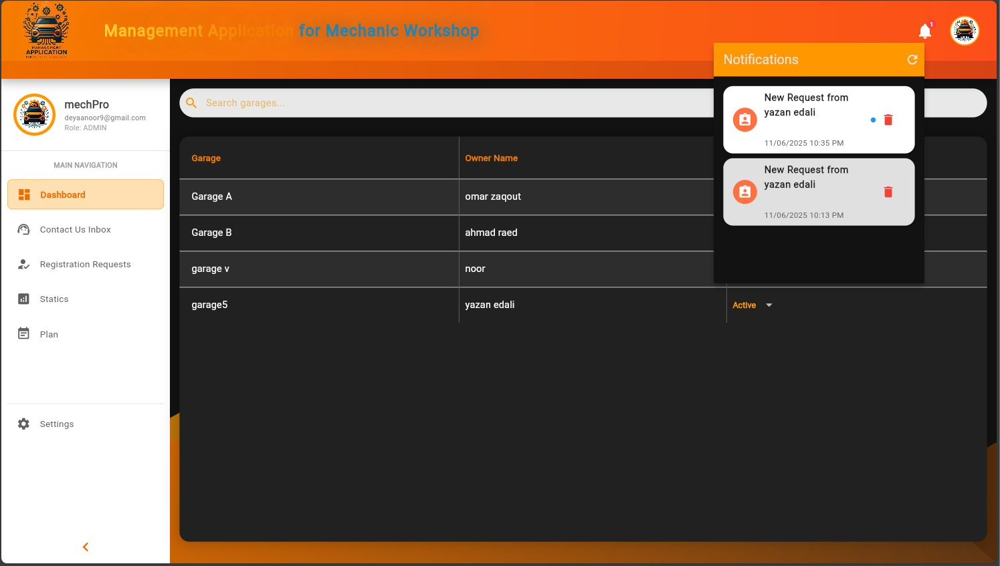 MANAGEMENT
APPLICATION
Management Application for Mechanic Workshop
1
Notifications
New Request from
yazan edali
11/06/2025 10:35 PM
New Request from
yazan edali
11/06/2025 10:13 PM
mechPro
deyaanoor9@gmail.com
Role: ADMIN
MAIN NAVIGATION
Dashboard
Contact Us Inbox
Registration Requests
Statics
Plan
Settings
Search garages...
Garage Owner Name
Garage A omar zaqout
Garage B ahmad raed
garage v noor
garage5 yazan edali Active